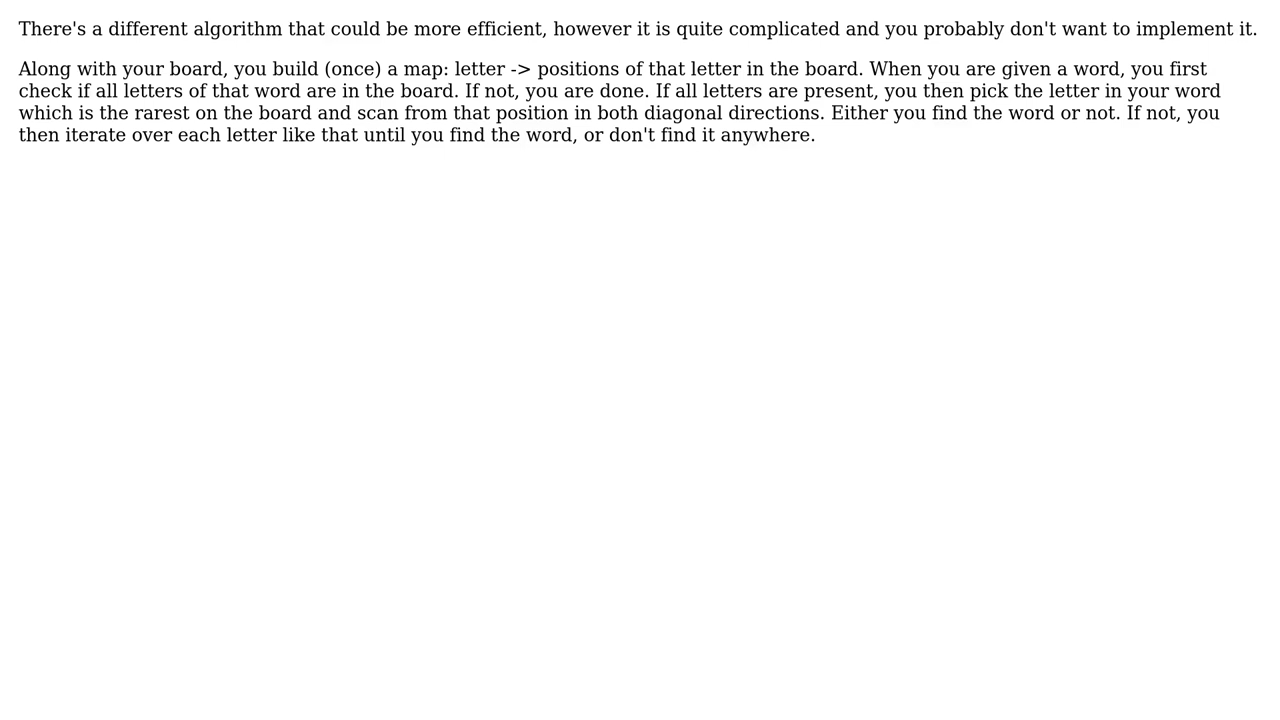 There's a different algorithm that could be more efficient, however it is quite complicated and you probably don't want to implement it.
Along with your board, you build (once) a map: letter -> positions of that letter in the board. When you are given a word, you first
check if all letters of that word are in the board. If not, you are done. If all letters are present, you then pick the letter in your word
which is the rarest on the board and scan from that position in both diagonal directions. Either you find the word or not. If not, you
then iterate over each letter like that until you find the word, or don't find it anywhere.